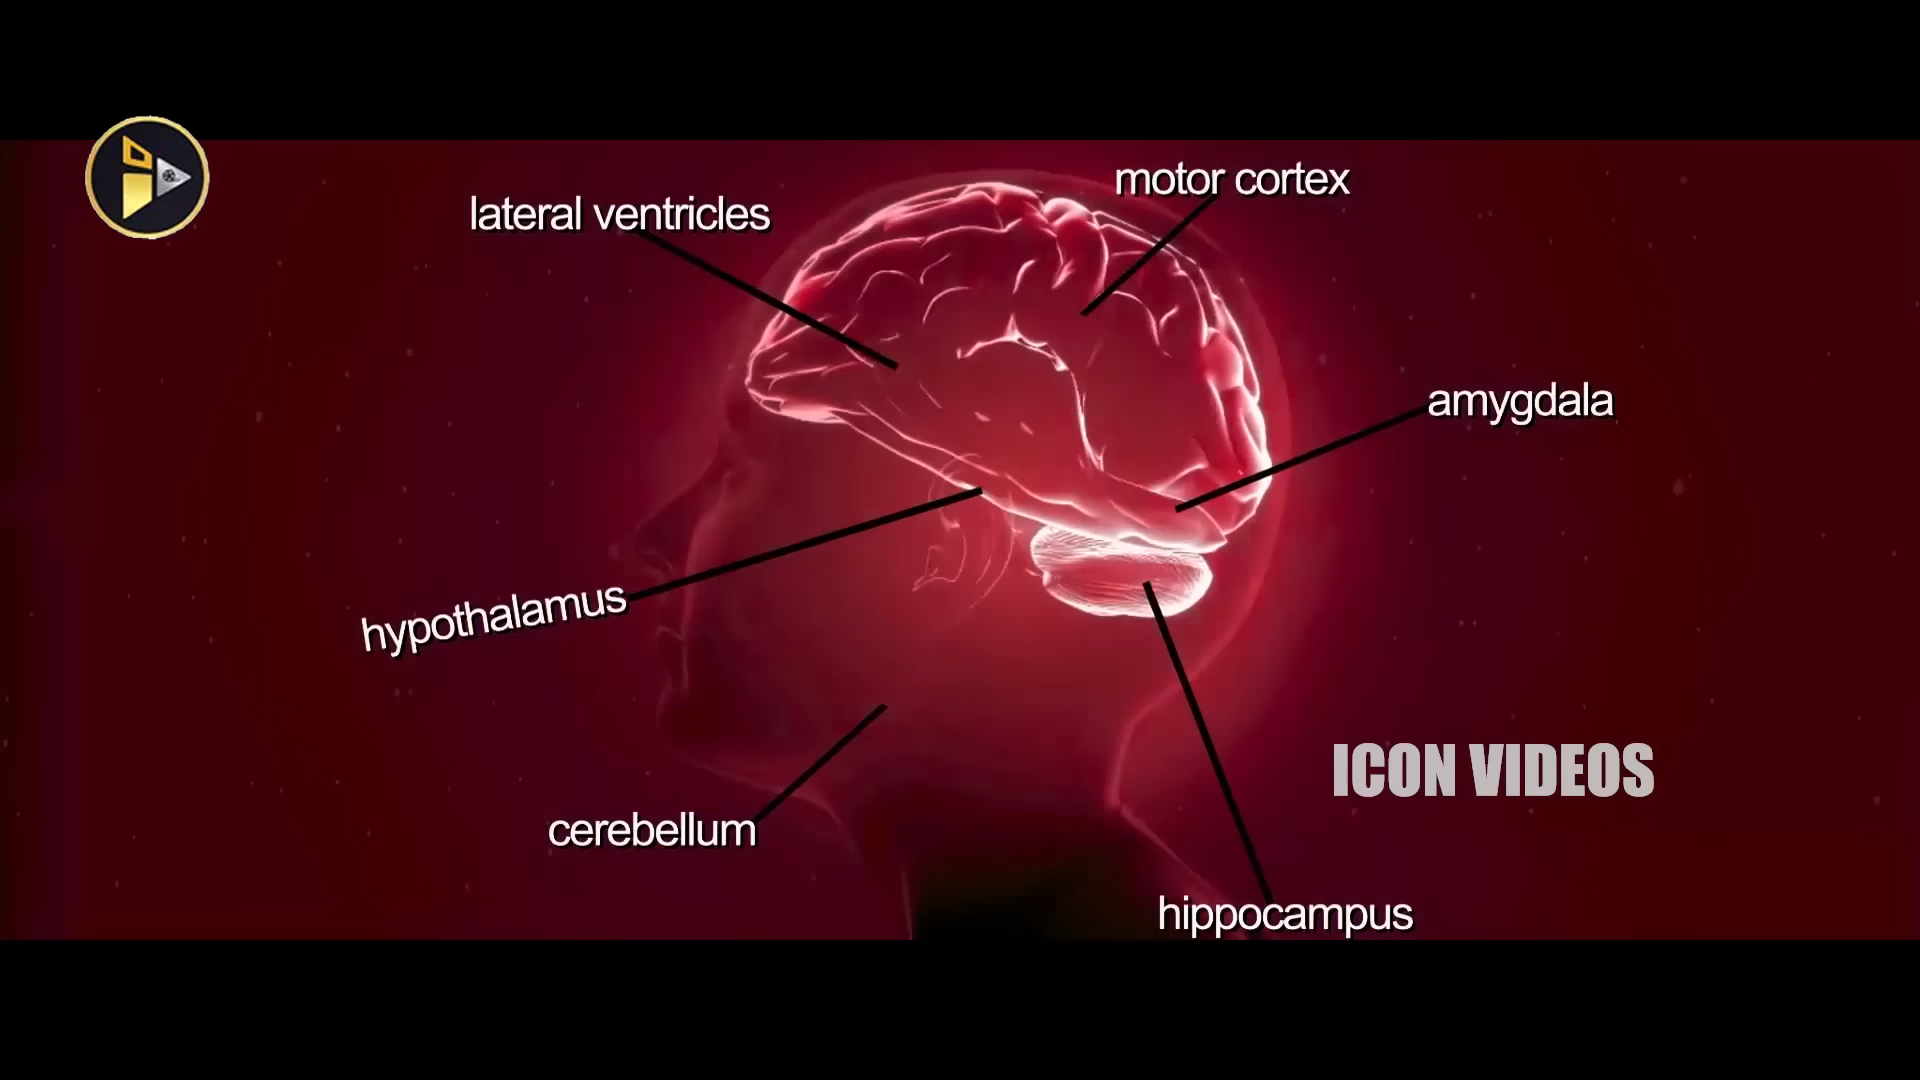 motor cortex
lateral ventricles
amygdala
hypothalamus
ICON VIDEOS
cerebellum
hippocampus